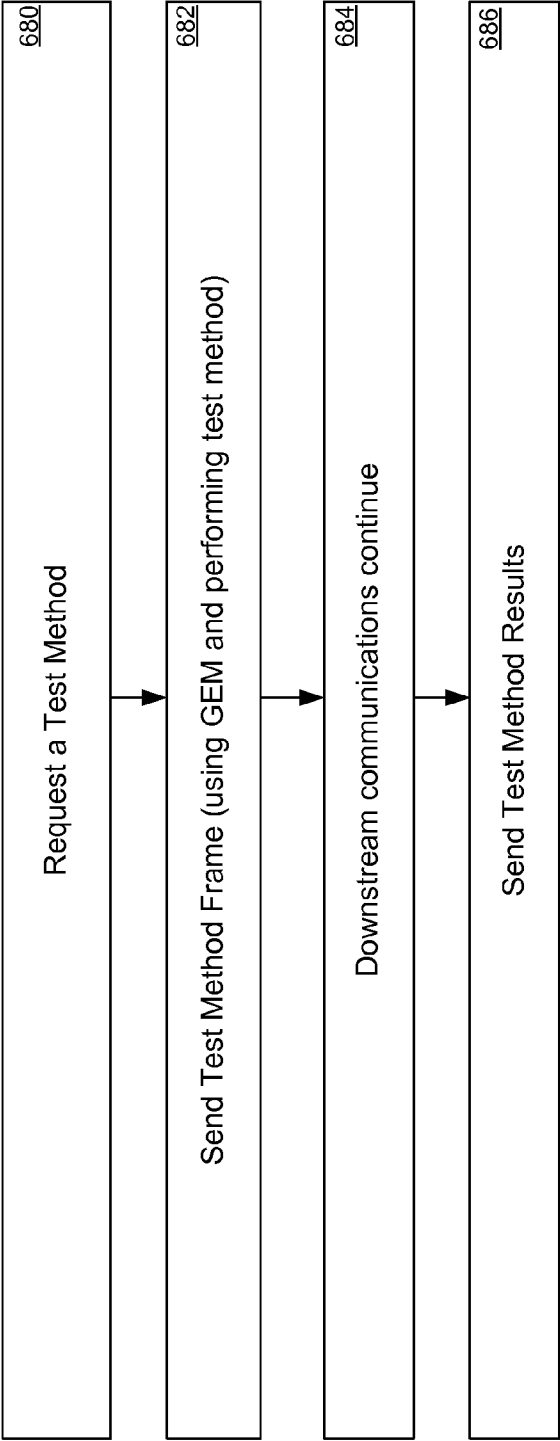 680
Request a Test Method
682
Send Test Method Frame (using GEM and performing test method)
684
Downstream communications continue
686
Send Test Method Results